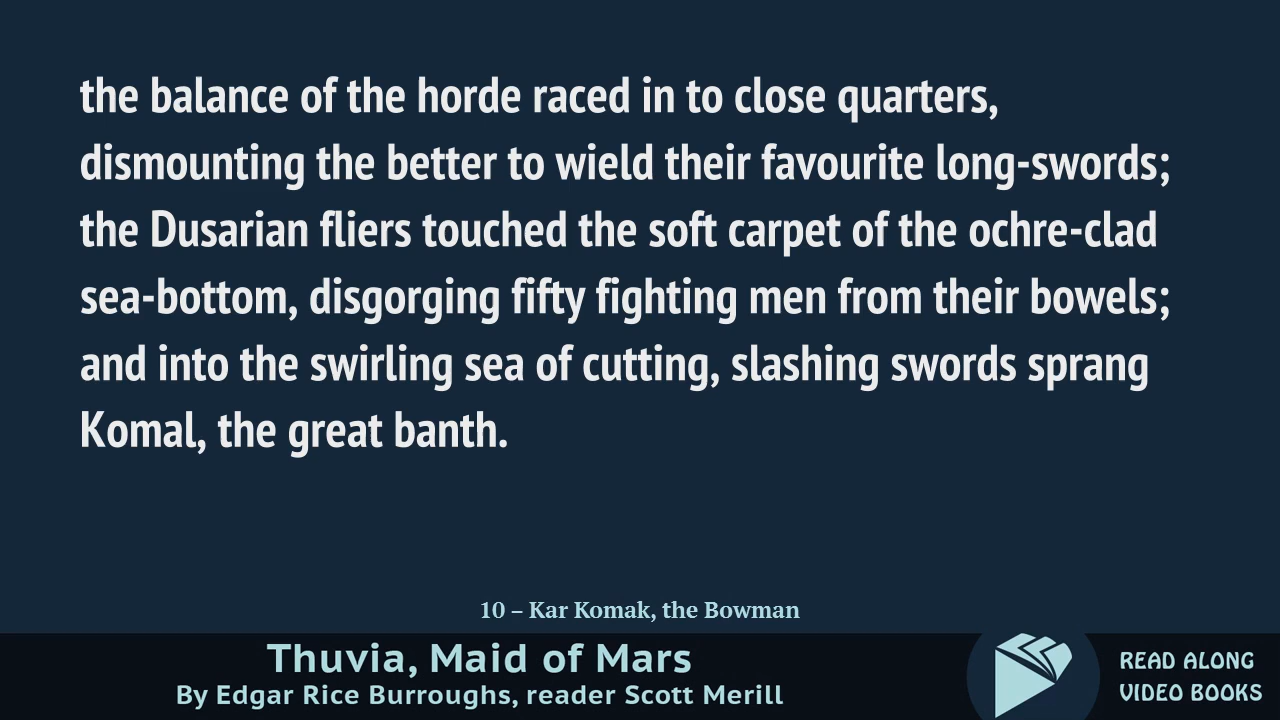 the balance of the horde raced in to close quarters,
dismounting the better to wield their favourite long-swords;
the Dusarian fliers touched the soft carpet of the ochre-clad
sea-bottom, disgorging fifty fighting men from their bowels;
and into the swirling sea of cutting, slashing swords sprang
Komal, the great banth.
10 – Kar Komak, the Bowman
Thuvia, Maid of Mars
By Edgar Rice Burroughs, reader Scott Merill
READ ALONG
VIDEO BOOKS